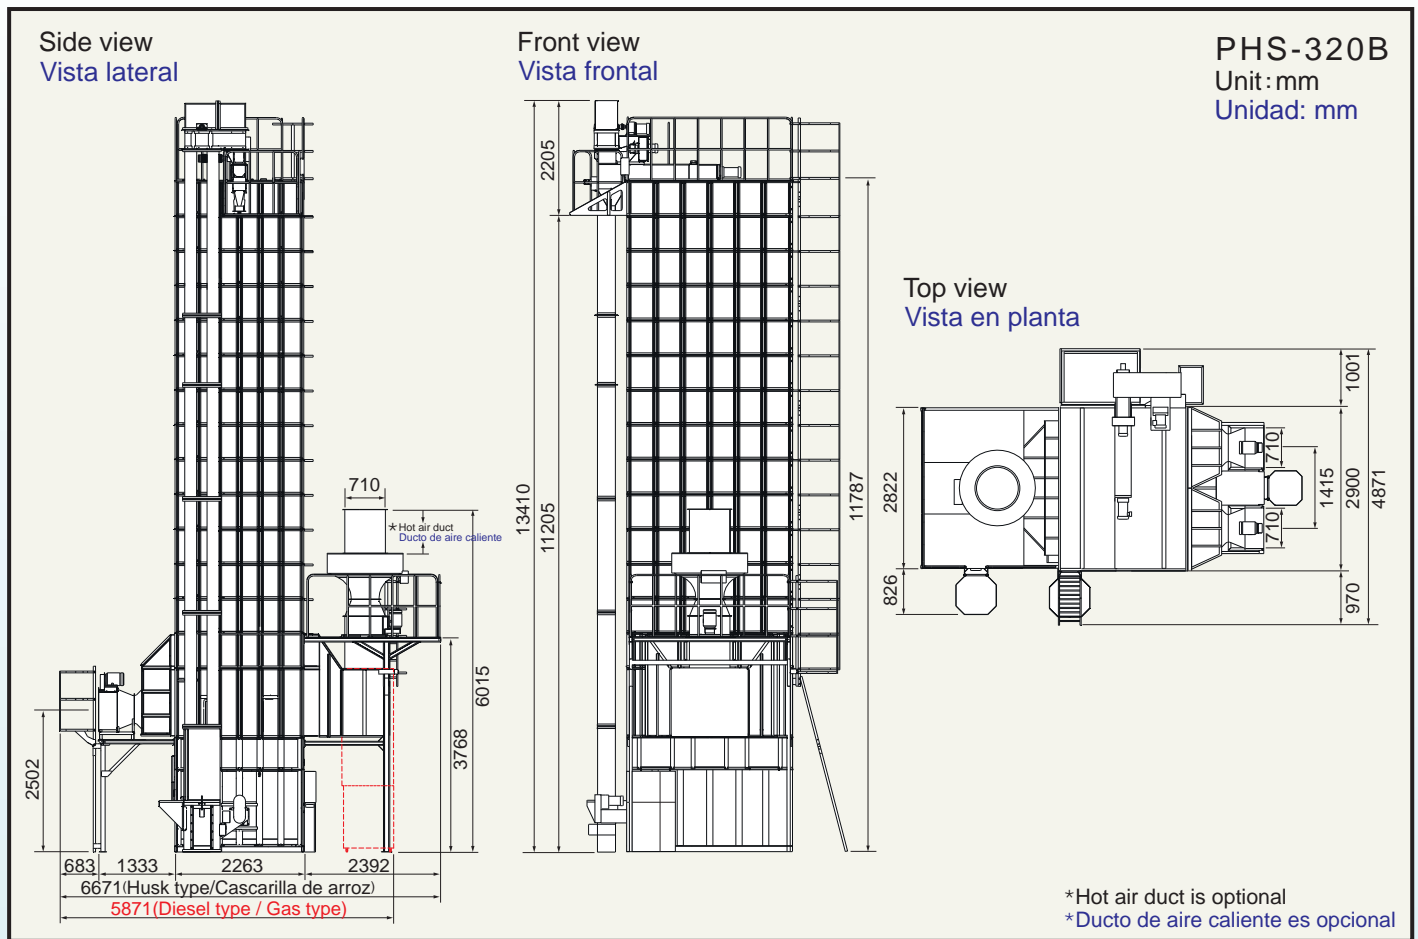 Side view
Vista lateral
Front view
Vista frontal
PHS-320B
Unit:mm
Unidad: mm
2205
13410
11205
11787
710
*Hot air duct
Ducto de aire caliente
6015
3768
2502
683
1333
2263
2392
6671(Husk type/Cascarilla de arroz)
5871(Diesel type / Gas type)
Top view
Vista en planta
1001
2822
826
710
710
1415
2900
4871
970
*Hot air duct is optional
*Ducto de aire caliente es opcional